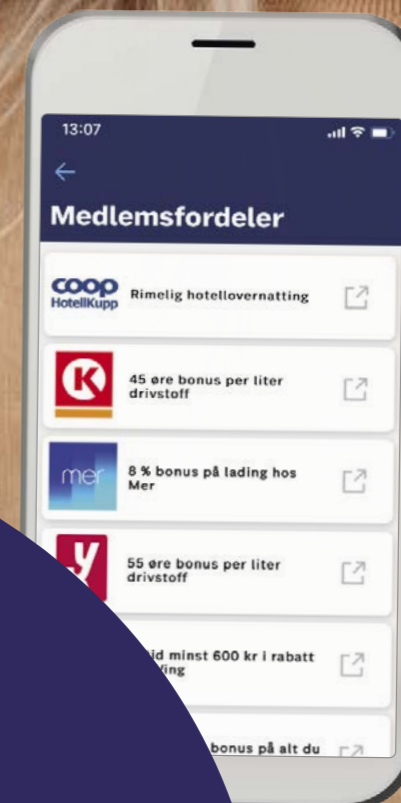 13:07
Medlemsfordeler
coop
HotellKupp
Rimelig hotellovernatting
K
45 øre bonus per liter
drivstoff
mer
8 % bonus på lading hos
Mer
y
55 øre bonus per liter
drivstoff
minst 600 kr i rabatt
bonus på alt du